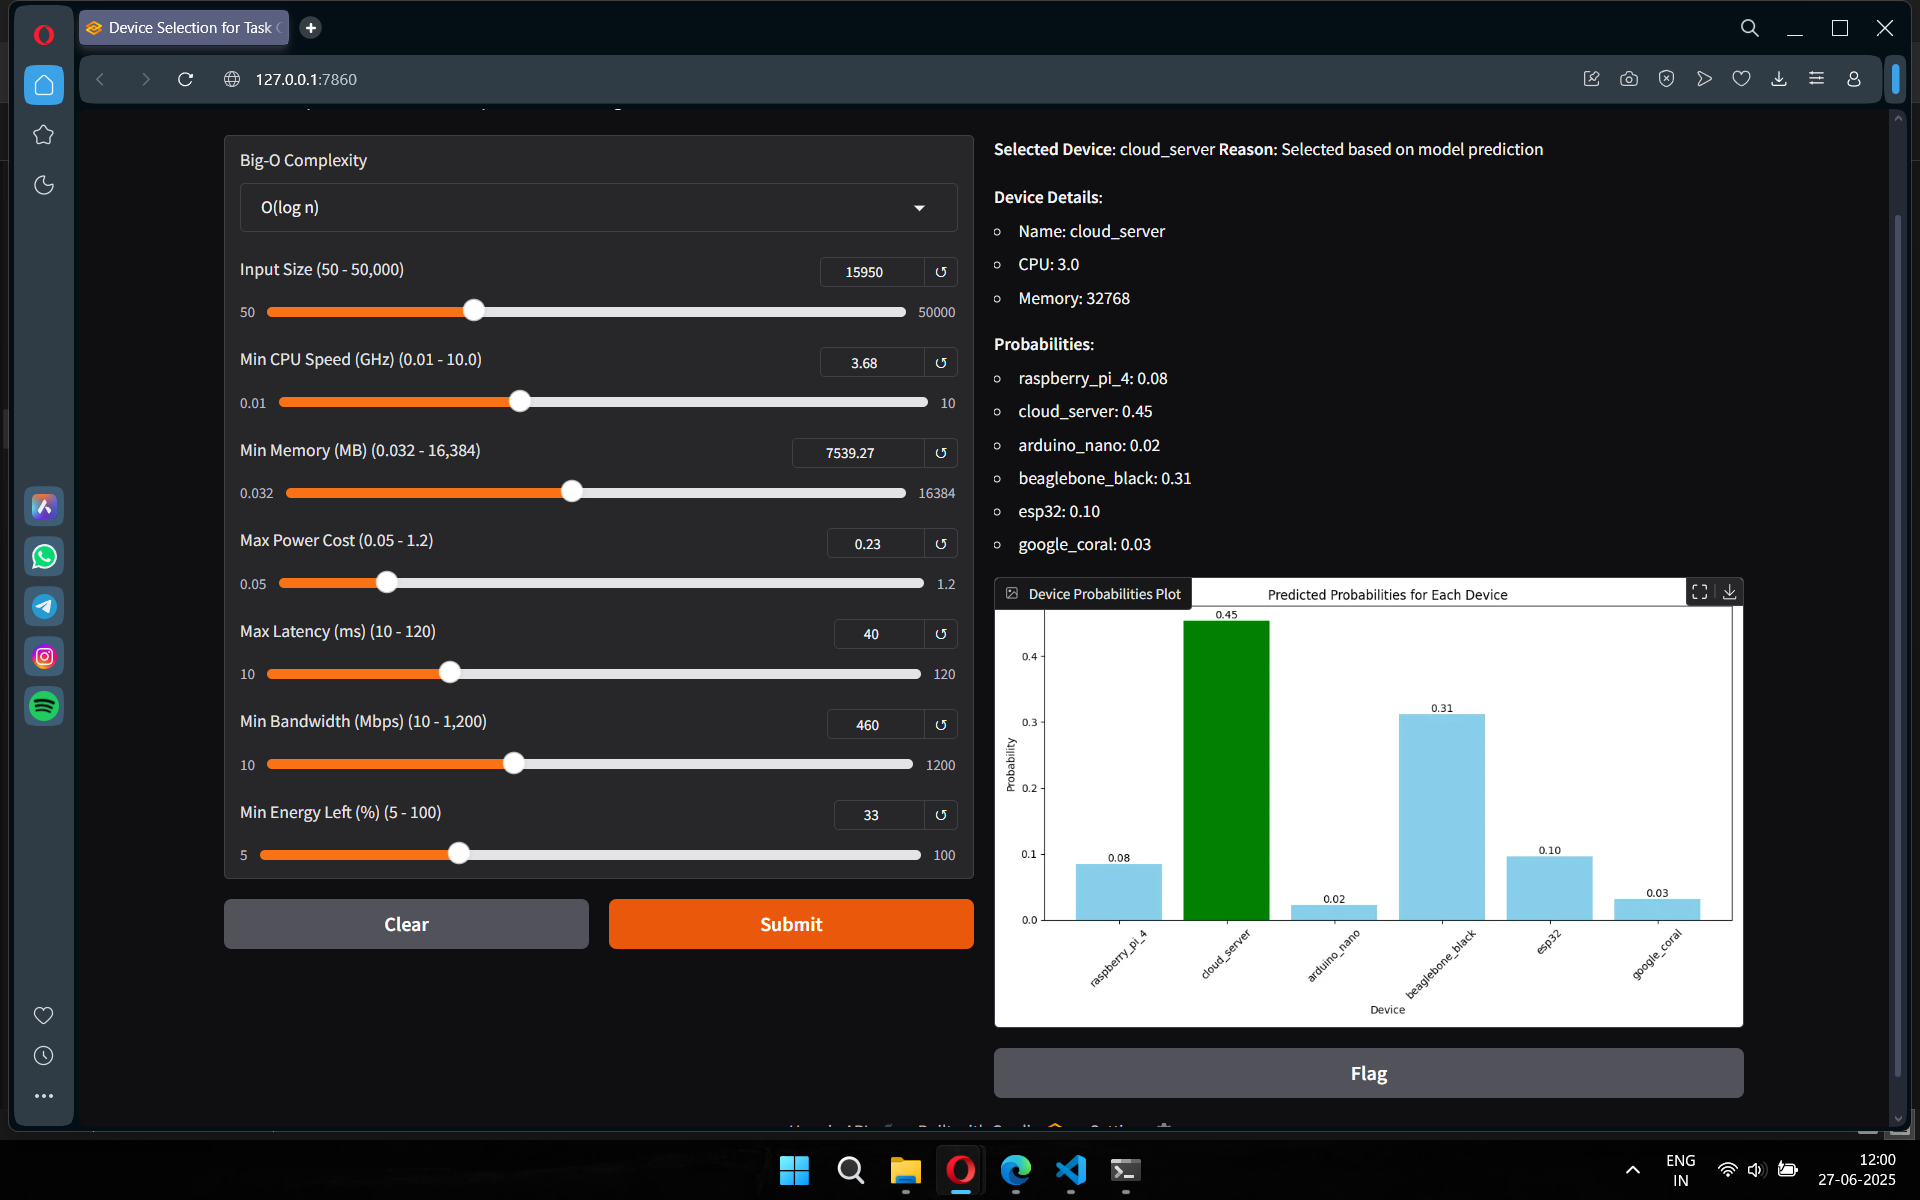 Device Selection for Task
127.0.0.1:7860
Big-O Complexity
O(log n)
Input Size (50 - 50,000)
15950
50
50000
Min CPU Speed (GHz) (0.01 - 10.0)
3.68
0.01
10
Min Memory (MB) (0.032 - 16,384)
7539.27
0.032
16384
Max Power Cost (0.05 - 1.2)
0.23
0.05
1.2
Max Latency (ms) (10 - 120)
40
10
120
Min Bandwidth (Mbps) (10 - 1,200)
460
10
1200
Min Energy Left (%) (5 - 100)
33
5
100
Clear
Submit
Selected Device: cloud_server Reason: Selected based on model prediction
Device Details:
Name: cloud_server
CPU: 3.0
Memory: 32768
Probabilities:
raspberry_pi_4: 0.08
cloud_server: 0.45
arduino_nano: 0.02
beaglebone_black: 0.31
esp32: 0.10
google_coral: 0.03
Device Probabilities Plot
Predicted Probabilities for Each Device
0.45
0.4
0.3
0.31
0.2
0.1
0.08
0.10
0.02
0.03
0.0
Probability
raspberry_pi_4
cloud_server
arduino_nano
beaglebone_black
esp32
google_coral
Device
Flag
ENG
IN
12:00
27-06-2025